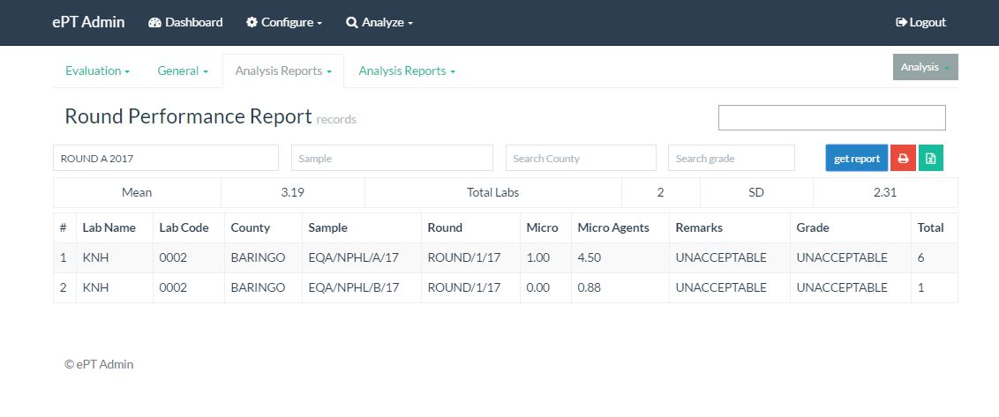 ePT Admin Dashboard Configure Analyze Logout
Evaluation General Analysis Reports Analysis Reports Analysis
Round Performance Report records
ROUND A 2017 Sample Search County Search grade get report
Mean 3.19 Total Labs 2 SD 2.31
# Lab Name Lab Code County Sample Round Micro Micro Agents Remarks Grade Total
1 KNH 0002 BARINGO EQA/NPHL/A/17 ROUND/1/17 1.00 4.50 UNACCEPTABLE UNACCEPTABLE 6
2 KNH 0002 BARINGO EQA/NPHL/B/17 ROUND/1/17 0.00 0.88 UNACCEPTABLE UNACCEPTABLE 1
© ePT Admin